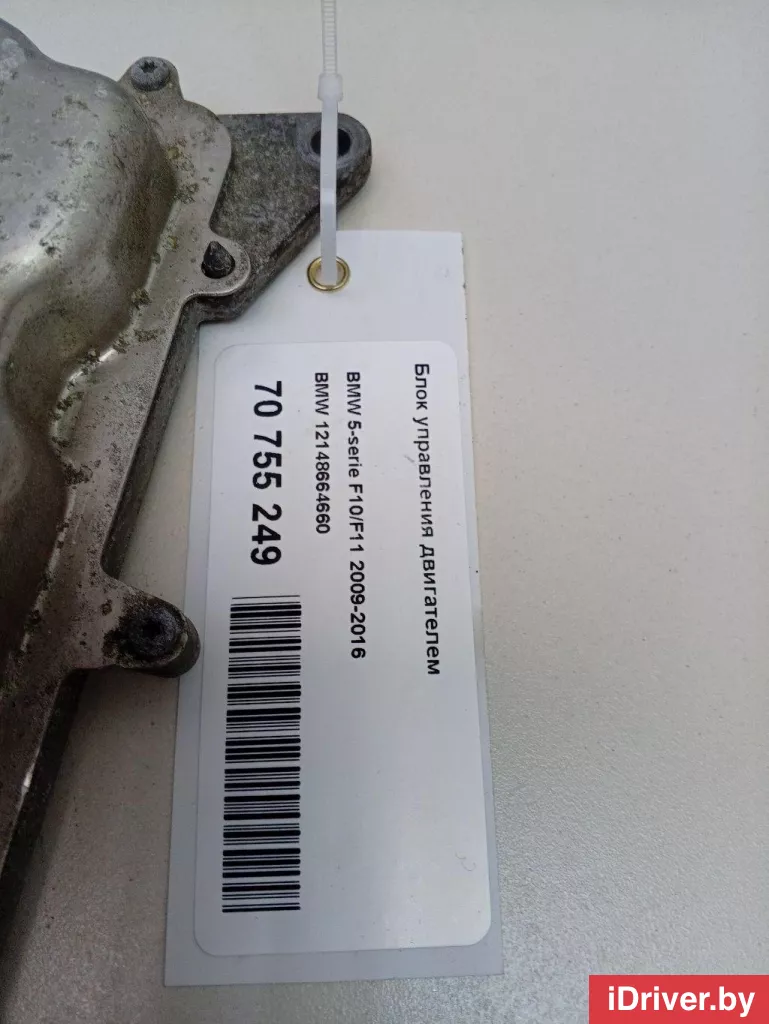 Блок управления двигателем
BMW 5-serie F10/F11 2009-2016
BMW 12148664660
70 755 249
iDriver.by